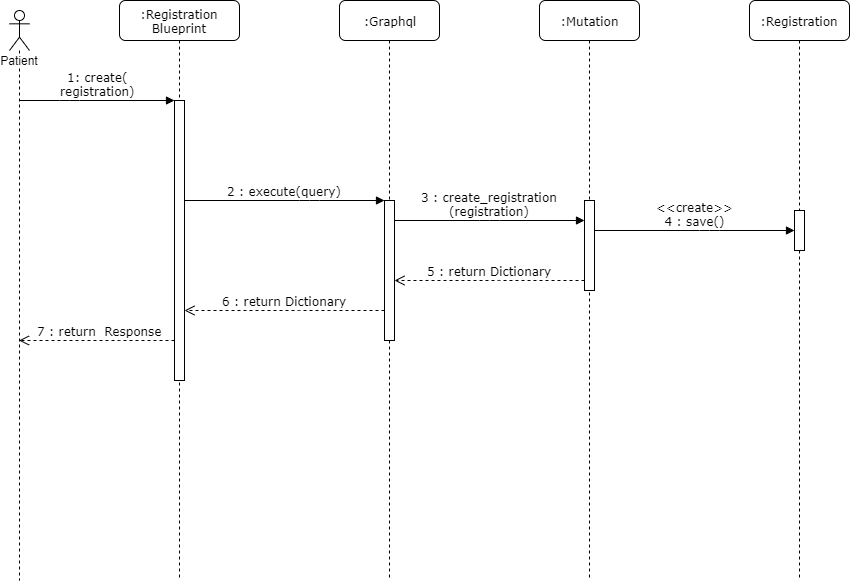 :Registration
Blueprint
:Graphql
:Mutation
:Registration
Patient
1: create(
registration)
2 : execute(query)
3 : create_registration
(registration)
<<create>>
4 : save()
5 : return Dictionary
6 : return Dictionary
7 : return  Response